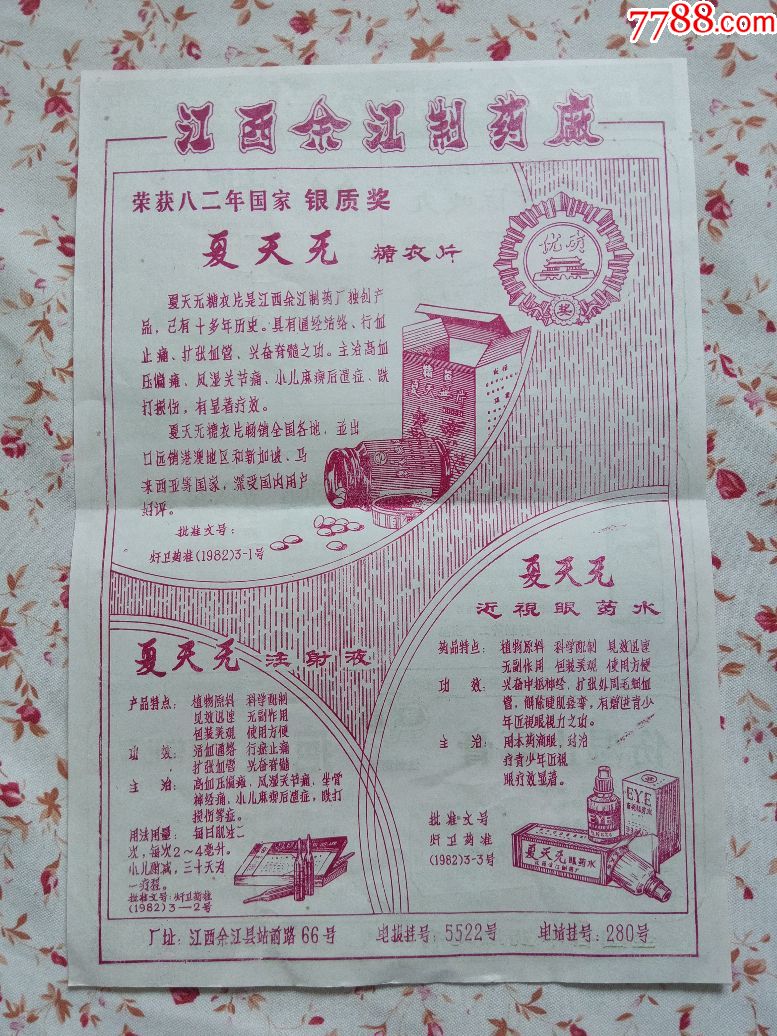 7788.com
江西余江制药厂
荣获八二年国家 银质奖
夏天无 糖衣片
优质
奖
夏天无糖衣片是江西余江制药厂独创产
品，已有十多年历史。具有通经活络、行血
止痛、扩张血管、兴奋脊髓之功。主治高血
压偏瘫、风湿关节痛、小儿麻痹后遗症、跌
打损伤，有显著疗效。
夏天无糖衣片畅销全国各地，并出
口远销港澳地区和新加坡、马
来西亚等国家，深受国内用户
好评。
批准文号：
灯卫药准(1982)3-1号
夏天无 注射液
产品特点： 植物原料 科学配制
见效迅速 无副作用
包装美观 使用方便
功 效： 活血通络 行瘀止痛
扩张血管 兴奋脊髓
主 治： 高血压偏瘫，风湿关节痛，坐骨
神经痛，小儿麻痹后遗症，跌打
损伤等症。
用法用量： 每日肌注二
次，每次2～4毫升。
小儿酌减，三十天为
一疗程。
批准文号：灯卫药准
(1982)3—2号
夏天无
近視眼药水
药品特点： 植物原料 科学配制 见效迅速
无副作用 包装美观 使用方便
功 效： 兴奋中枢神经，扩张外周毛细血
管，解除睫肌痉挛，有增进青少
年近视眼视力之功。
主 治： 用本药滴眼，对治
疗青少年近视
眼疗效显著。
批准文号
灯卫药准
(1982)3-3号
EYE
夏天无眼药水
厂址：江西余江县站前路66号 电报挂号：5522号 电话挂号：280号